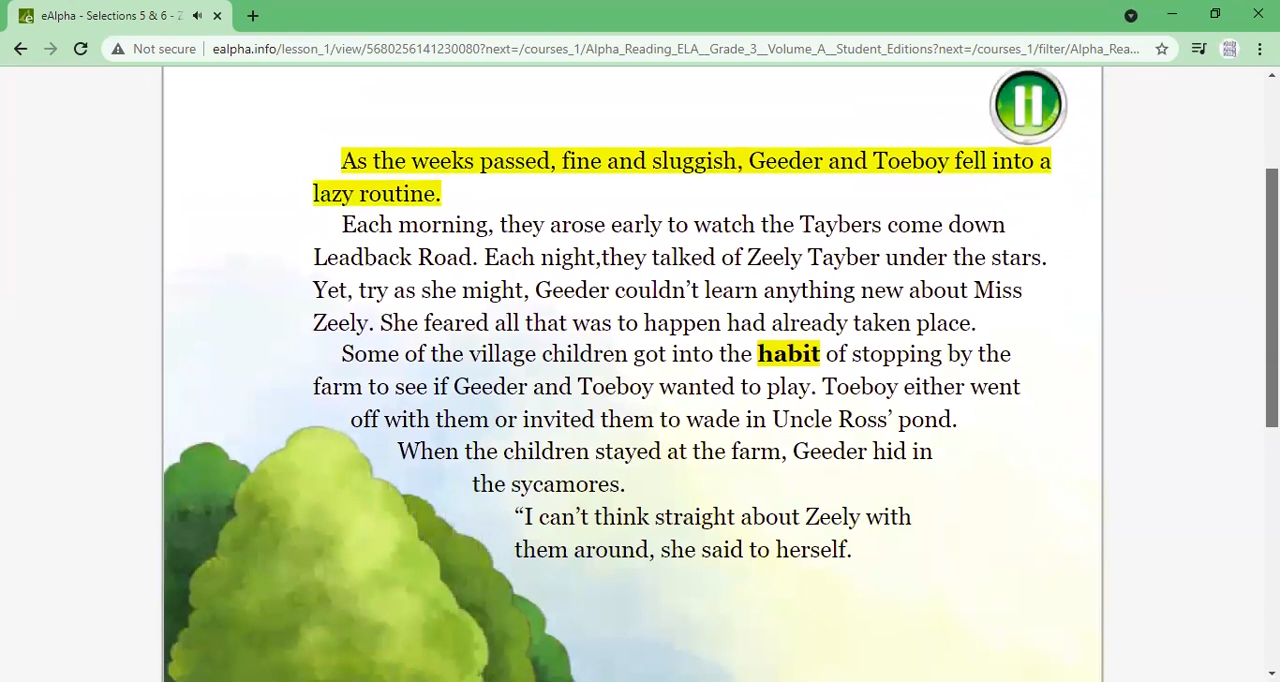 eAlpha - Selections 5 & 6 - Z
Not secure
ealpha.info/lesson_1/view/5680256141230080?next=/courses_1/Alpha_Reading_ELA__Grade_3__Volume_A__Student_Editions?next=/courses_1/filter/Alpha_Rea...
As the weeks passed, fine and sluggish, Geeder and Toeboy fell into a
lazy routine.
Each morning, they arose early to watch the Taybers come down
Leadback Road. Each night,they talked of Zeely Tayber under the stars.
Yet, try as she might, Geeder couldn’t learn anything new about Miss
Zeely. She feared all that was to happen had already taken place.
Some of the village children got into the habit of stopping by the
farm to see if Geeder and Toeboy wanted to play. Toeboy either went
off with them or invited them to wade in Uncle Ross’ pond.
When the children stayed at the farm, Geeder hid in
the sycamores.
“I can’t think straight about Zeely with
them around, she said to herself.